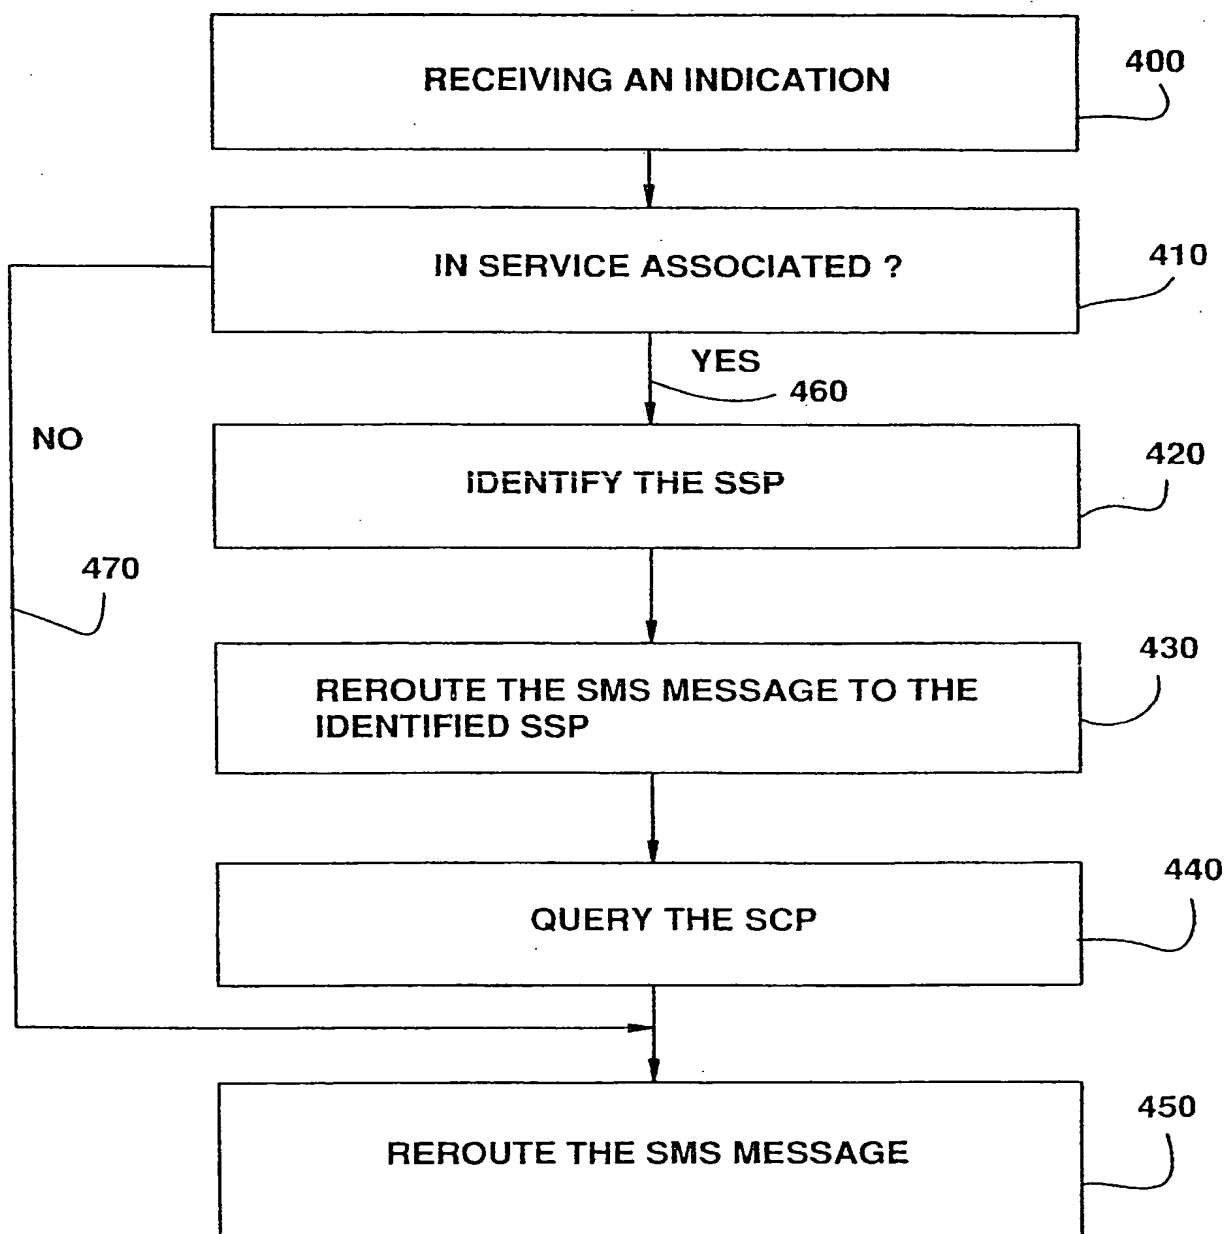 RECEIVING AN INDICATION
400
IN SERVICE ASSOCIATED ?
410
YES
460
NO
IDENTIFY THE SSP
420
470
REROUTE THE SMS MESSAGE TO THE
IDENTIFIED SSP
430
QUERY THE SCP
440
REROUTE THE SMS MESSAGE
450